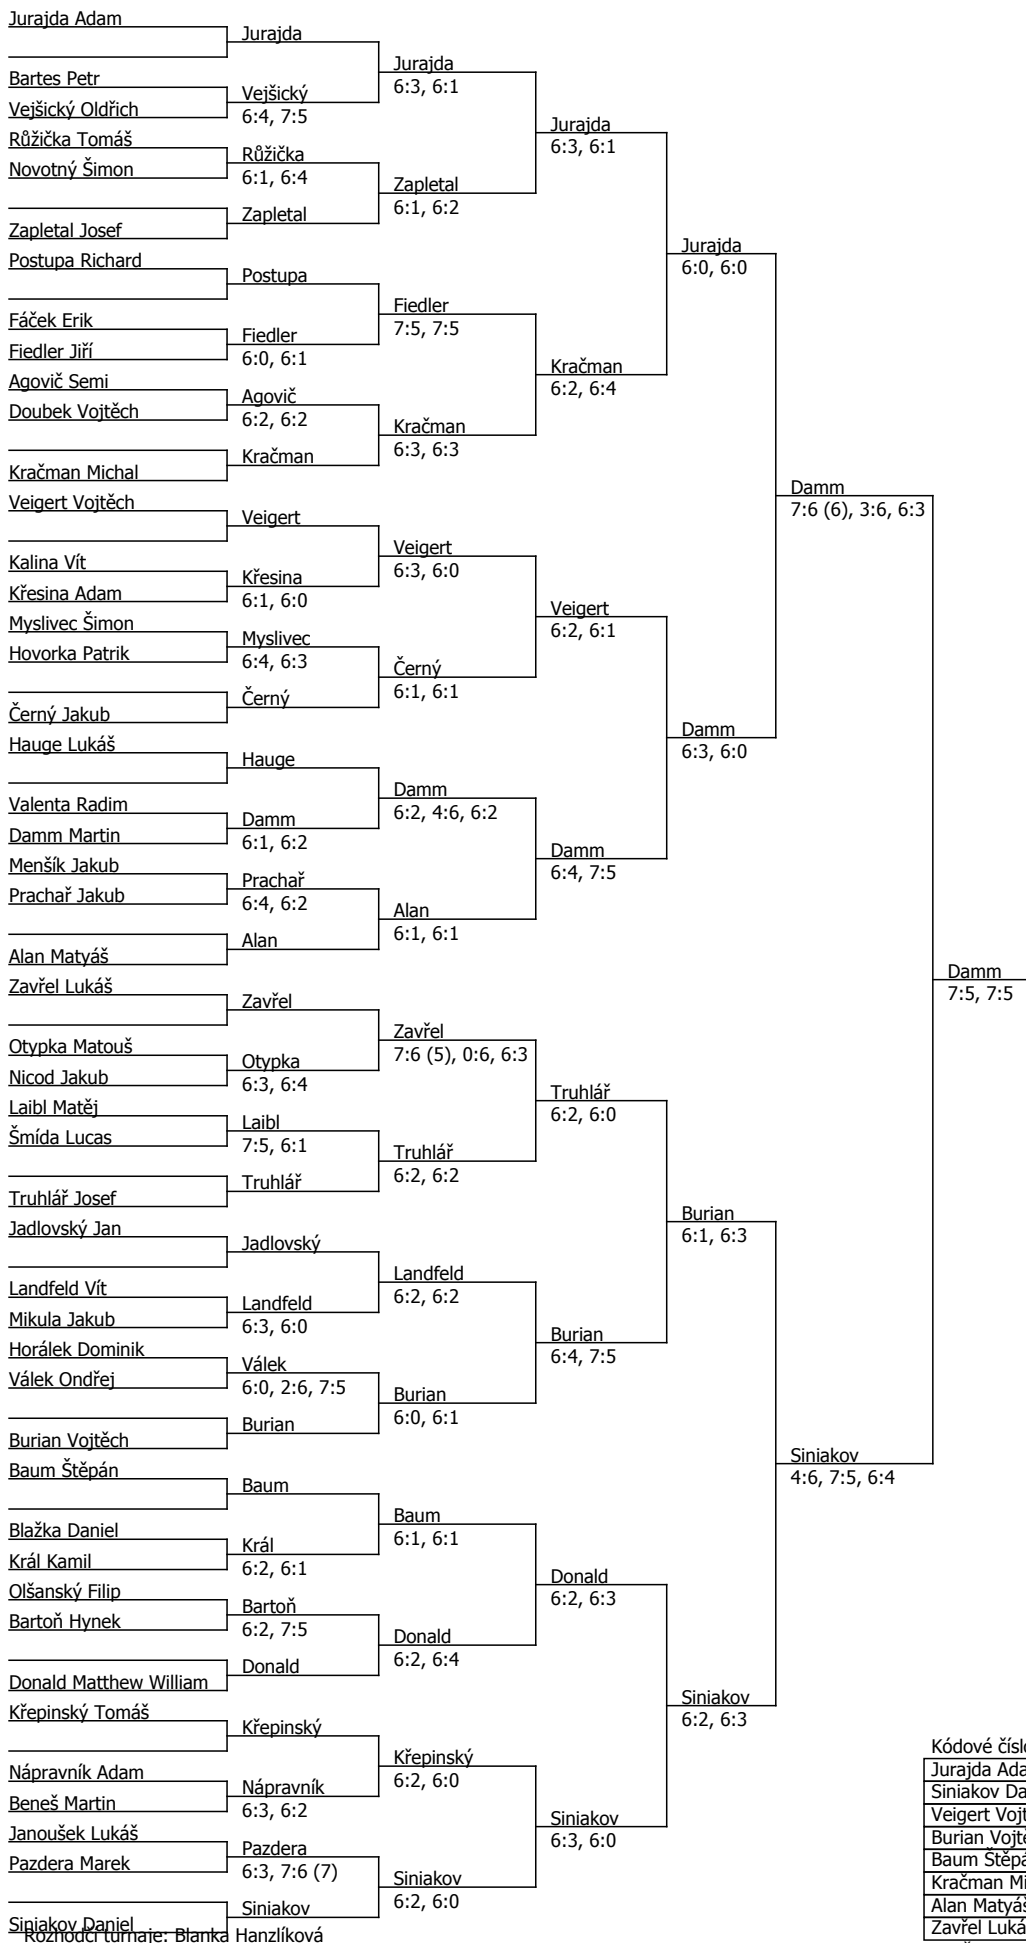 Jurajda Adam
Jurajda
Jurajda
6:3, 6:1
Bartes Petr
Vejšický
Vejšický Oldřich
6:4, 7:5
Jurajda
6:3, 6:1
Růžička Tomáš
Růžička
Novotný Šimon
6:1, 6:4
Zapletal
6:1, 6:2
Zapletal
Zapletal Josef
Jurajda
6:0, 6:0
Postupa Richard
Postupa
Fiedler
7:5, 7:5
Fáček Erik
Fiedler
Fiedler Jiří
6:0, 6:1
Kračman
6:2, 6:4
Agovič Semi
Agovič
Doubek Vojtěch
6:2, 6:2
Kračman
6:3, 6:3
Kračman
Kračman Michal
Damm
7:6 (6), 3:6, 6:3
Veigert Vojtěch
Veigert
Veigert
6:3, 6:0
Kalina Vít
Křesina
Křesina Adam
6:1, 6:0
Veigert
6:2, 6:1
Myslivec Šimon
Myslivec
Hovorka Patrik
6:4, 6:3
Černý
6:1, 6:1
Černý
Černý Jakub
Damm
6:3, 6:0
Hauge Lukáš
Hauge
Damm
6:2, 4:6, 6:2
Valenta Radim
Damm
Damm Martin
6:1, 6:2
Damm
6:4, 7:5
Menšík Jakub
Prachař
Prachař Jakub
6:4, 6:2
Alan
6:1, 6:1
Alan
Alan Matyáš
Damm
7:5, 7:5
Zavřel Lukáš
Zavřel
Zavřel
7:6 (5), 0:6, 6:3
Otypka Matouš
Otypka
Nicod Jakub
6:3, 6:4
Truhlář
6:2, 6:0
Laibl Matěj
Laibl
Šmída Lucas
7:5, 6:1
Truhlář
6:2, 6:2
Truhlář
Truhlář Josef
Burian
6:1, 6:3
Jadlovský Jan
Jadlovský
Landfeld
6:2, 6:2
Landfeld Vít
Landfeld
Mikula Jakub
6:3, 6:0
Burian
6:4, 7:5
Horálek Dominik
Válek
Válek Ondřej
6:0, 2:6, 7:5
Burian
6:0, 6:1
Burian
Burian Vojtěch
Siniakov
4:6, 7:5, 6:4
Baum Štěpán
Baum
Baum
6:1, 6:1
Blažka Daniel
Král
Král Kamil
6:2, 6:1
Donald
6:2, 6:3
Olšanský Filip
Bartoň
Bartoň Hynek
6:2, 7:5
Donald
6:2, 6:4
Donald
Donald Matthew William
Siniakov
6:2, 6:3
Křepinský Tomáš
Křepinský
Křepinský
6:2, 6:0
Nápravník Adam
Nápravník
Beneš Martin
6:3, 6:2
Siniakov
6:3, 6:0
Janoušek Lukáš
Pazdera
Pazdera Marek
6:3, 7:6 (7)
Siniakov
6:2, 6:0
Siniakov
Siniakov Daniel
Rozhodčí turnaje: Blanka Hanzlíková
Kódové číslo
Jurajda Ada
Siniakov Da
Veigert Vojt
Burian Vojtě
Baum Štěpá
Kračman Mi
Alan Matyáš
Zavřel Luká